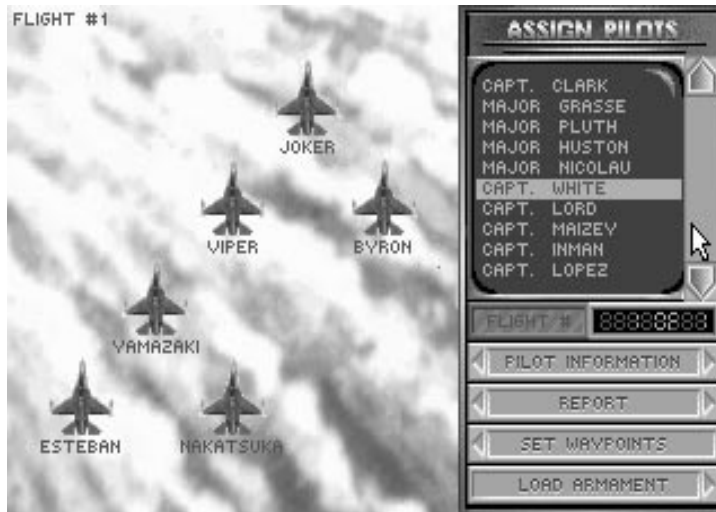 FLIGHT #1
JOKER
VIPER
BYRON
YAMAZAKI
ESTEBAN
NAKATSUKA
ASSIGN PILOTS
CAPT. CLARK
MAJOR GRASSE
MAJOR PLUTH
MAJOR HUSTON
MAJOR NICOLAU
CAPT. WHITE
CAPT. LORD
CAPT. MAIZEY
CAPT. INMAN
CAPT. LOPEZ
FLIGHT #
PILOT INFORMATION
REPORT
SET WAYPOINTS
LOAD ARMAMENT